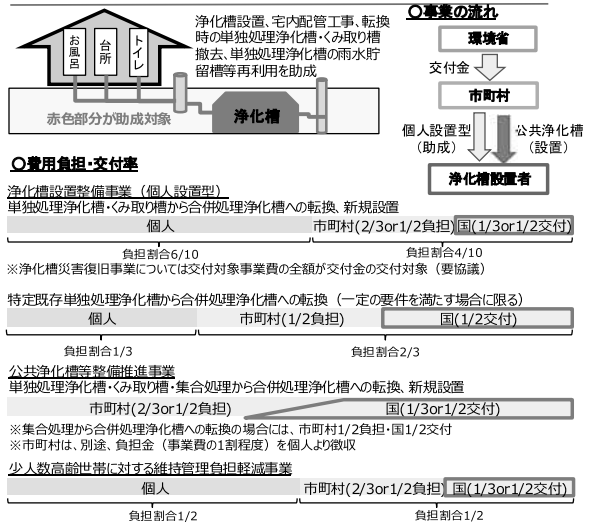 浄化槽設置、宅内配管工事、転換
時の単独処理浄化槽・くみ取り槽
撤去、単独処理浄化槽の雨水貯
留槽等再利用を助成
お風呂
台所
トイレ
赤色部分が助成対象
浄化槽
〇事業の流れ
環境省
交付金
市町村
個人設置型
（助成）
公共浄化槽
（設置）
浄化槽設置者
〇費用負担・交付率
浄化槽設置整備事業（個人設置型）
単独処理浄化槽・くみ取り槽から合併処理浄化槽への転換、新規設置
個人 市町村(2/3or1/2負担) 国(1/3or1/2交付)
負担割合6/10 負担割合4/10
※浄化槽災害復旧事業については交付対象事業費の全額が交付金の交付対象（要協議）
特定既存単独処理浄化槽から合併処理浄化槽への転換（一定の要件を満たす場合に限る）
個人 市町村(1/2負担) 国(1/2交付)
負担割合1/3 負担割合2/3
公共浄化槽等整備推進事業
単独処理浄化槽・くみ取り槽・集合処理から合併処理浄化槽への転換、新規設置
市町村(2/3or1/2負担) 国(1/3or1/2交付)
※集合処理から合併処理浄化槽への転換の場合には、市町村1/2負担・国1/2交付
※市町村は、別途、負担金（事業費の1割程度）を個人より徴収
少人数高齢世帯に対する維持管理負担軽減事業
個人 市町村(2/3or1/2負担) 国(1/3or1/2交付)
負担割合1/2 負担割合1/2